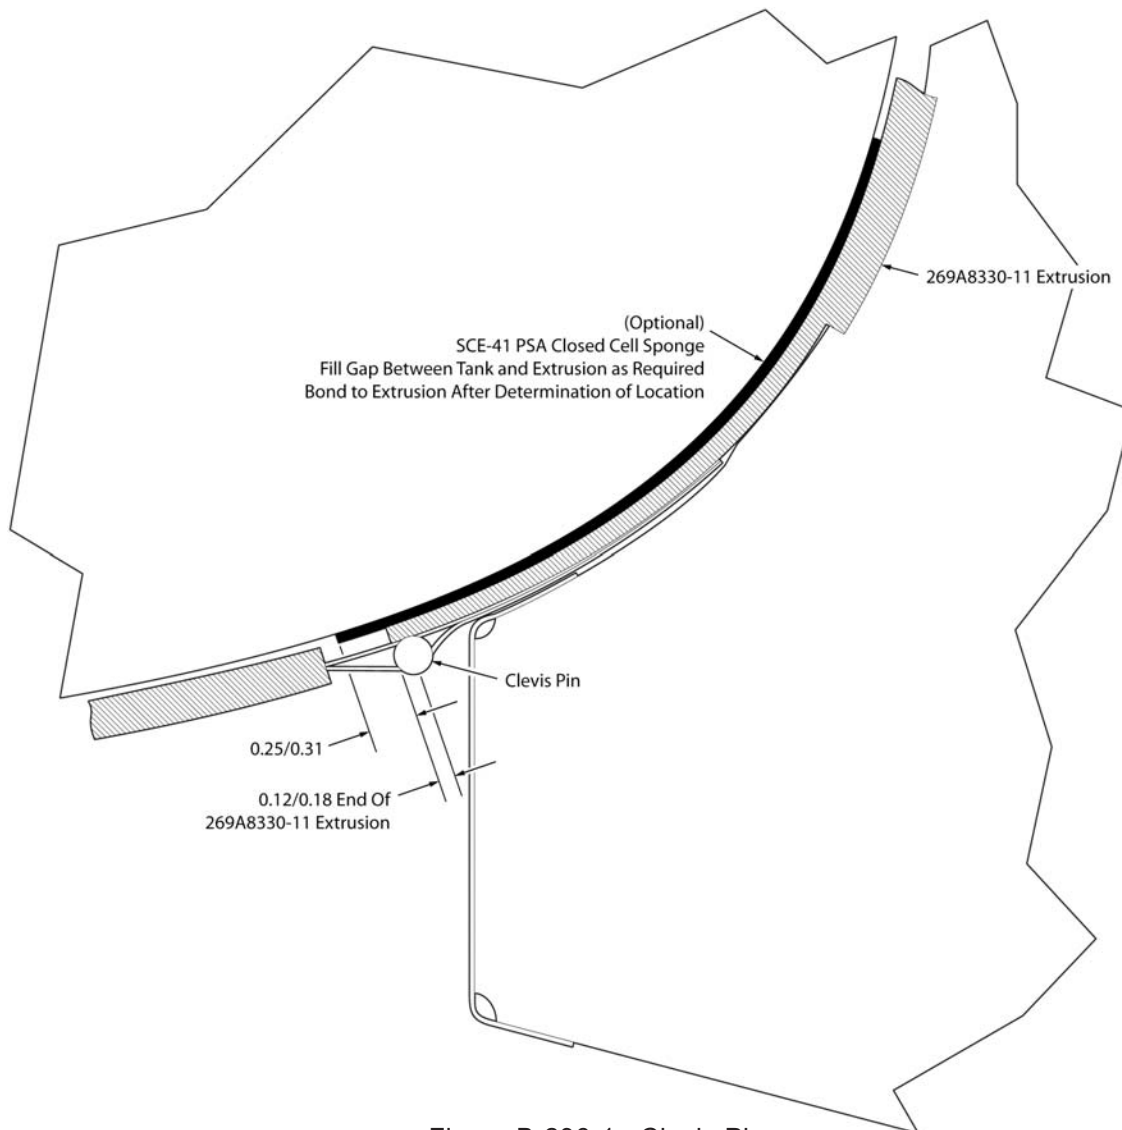 269A8330-11 Extrusion
(Optional)
SCE-41 PSA Closed Cell Sponge
Fill Gap Between Tank and Extrusion as Required
Bond to Extrusion After Determination of Location
Clevis Pin
0.25/0.31
0.12/0.18 End Of
269A8330-11 Extrusion